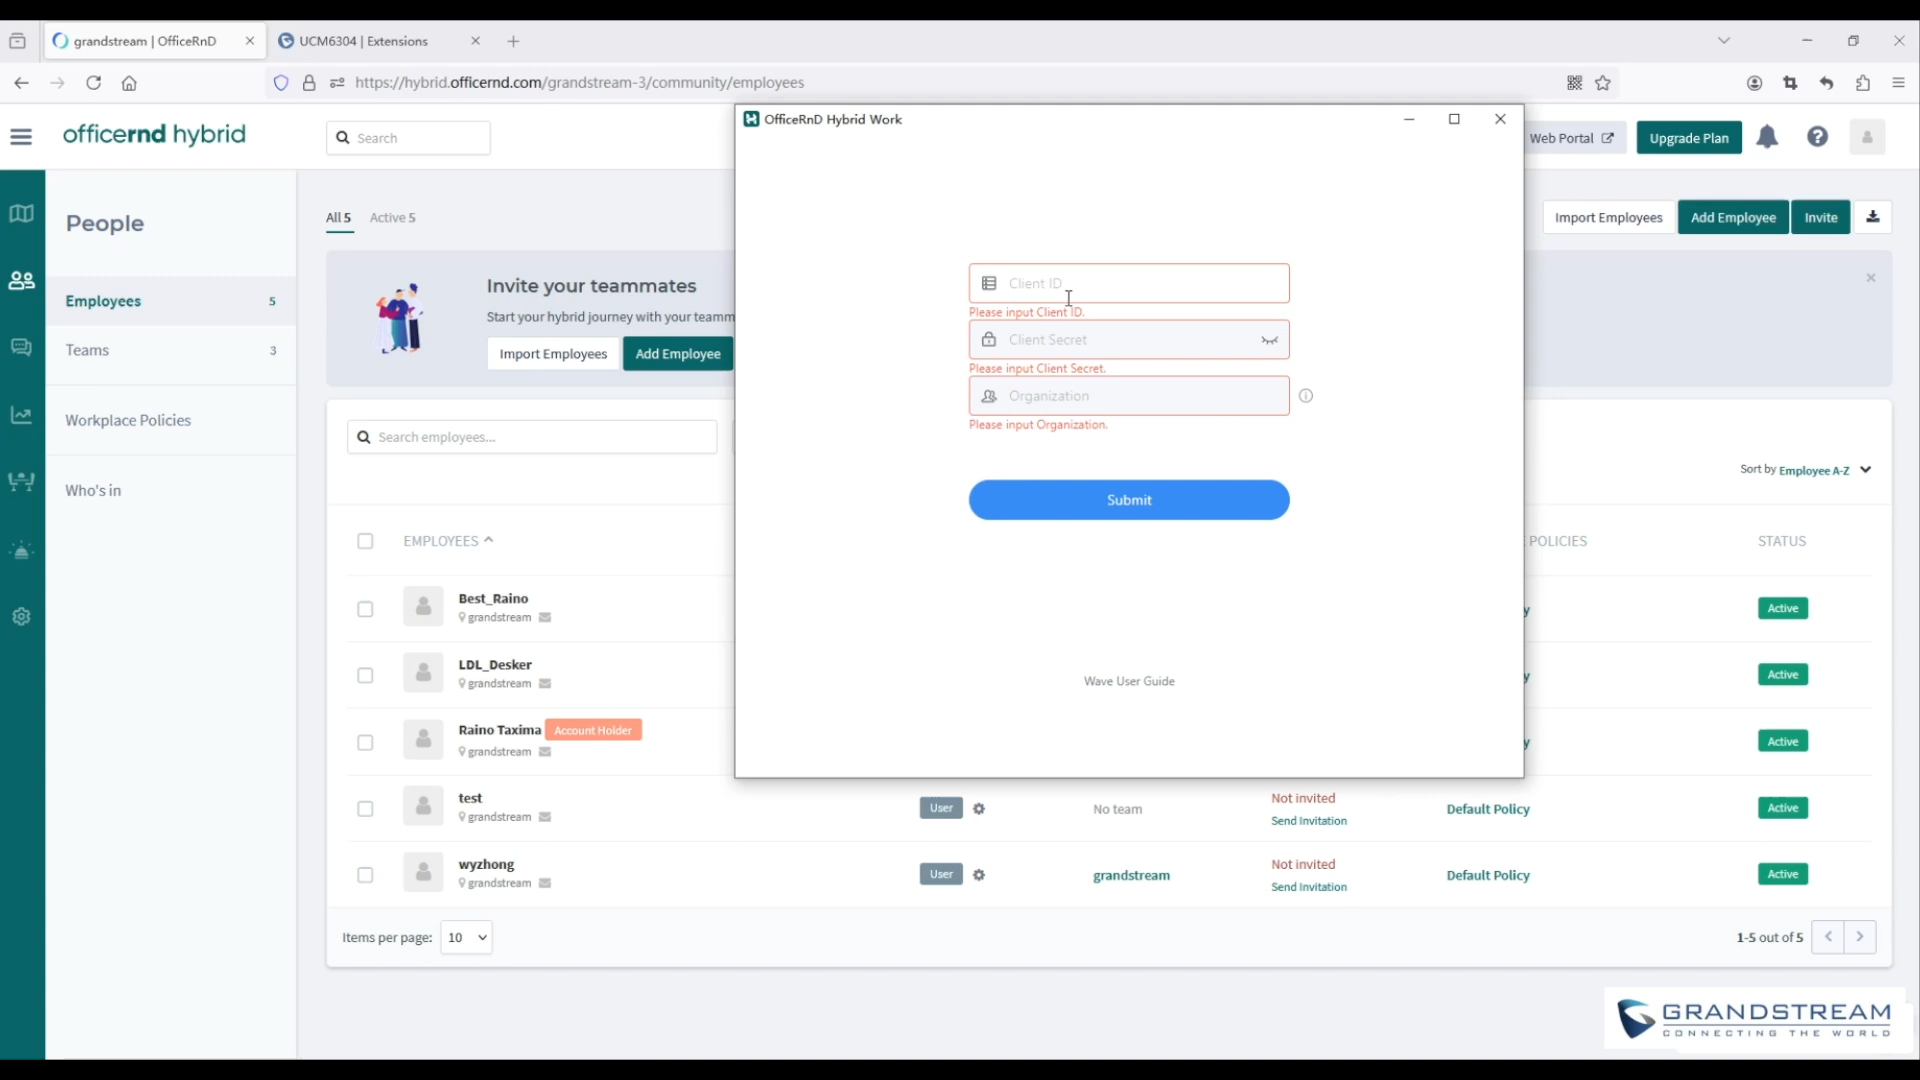 grandstream | OfficeRnD
UCM6304 | Extensions
https://hybrid.officernd.com/grandstream-3/community/employees
officernd hybrid
Search
OfficeRnD Hybrid Work
Web Portal
Upgrade Plan
People
All 5
Active 5
Import Employees
Add Employee
Invite
Employees 5
Teams 3
Workplace Policies
Who's in
Invite your teammates
Start your hybrid journey with your teamm
Import Employees
Add Employee
Client ID
Please input Client ID.
Client Secret
Please input Client Secret.
Organization
Please input Organization.
Submit
Wave User Guide
Search employees...
Sort by Employee A-Z
EMPLOYEES
POLICIES
STATUS
Best_Raino
grandstream
y
Active
LDL_Desker
grandstream
y
Active
Raino Taxima
Account Holder
grandstream
y
Active
test
grandstream
User
No team
Not invited
Send Invitation
Default Policy
Active
wyzhong
grandstream
User
grandstream
Not invited
Send Invitation
Default Policy
Active
Items per page: 10
1-5 out of 5
GRANDSTREAM
CONNECTING THE WORLD